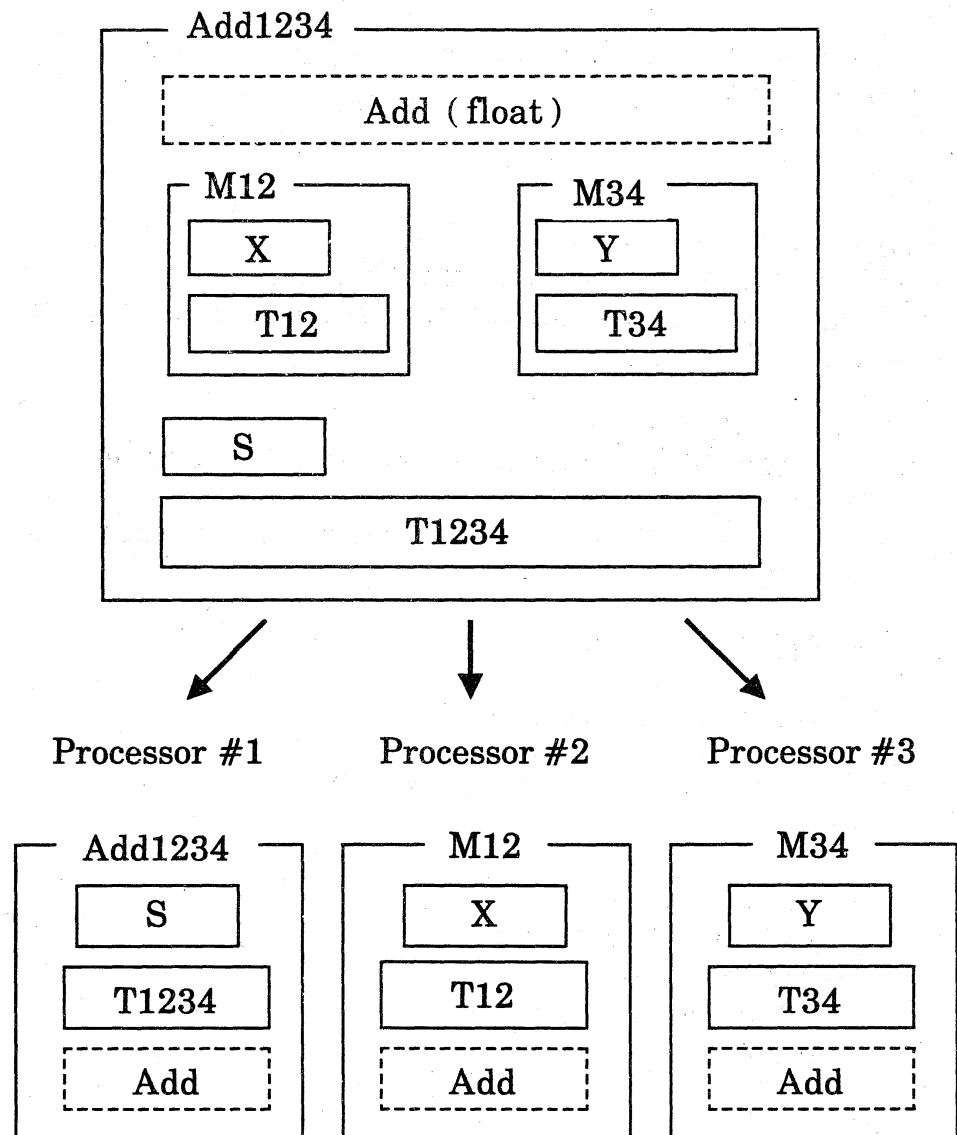 Add1234
Add ( float )
M12 M34
X Y
T12 T34
S
T1234
Processor #1 Processor #2 Processor #3
Add1234 M12 M34
S X Y
T1234 T12 T34
Add Add Add